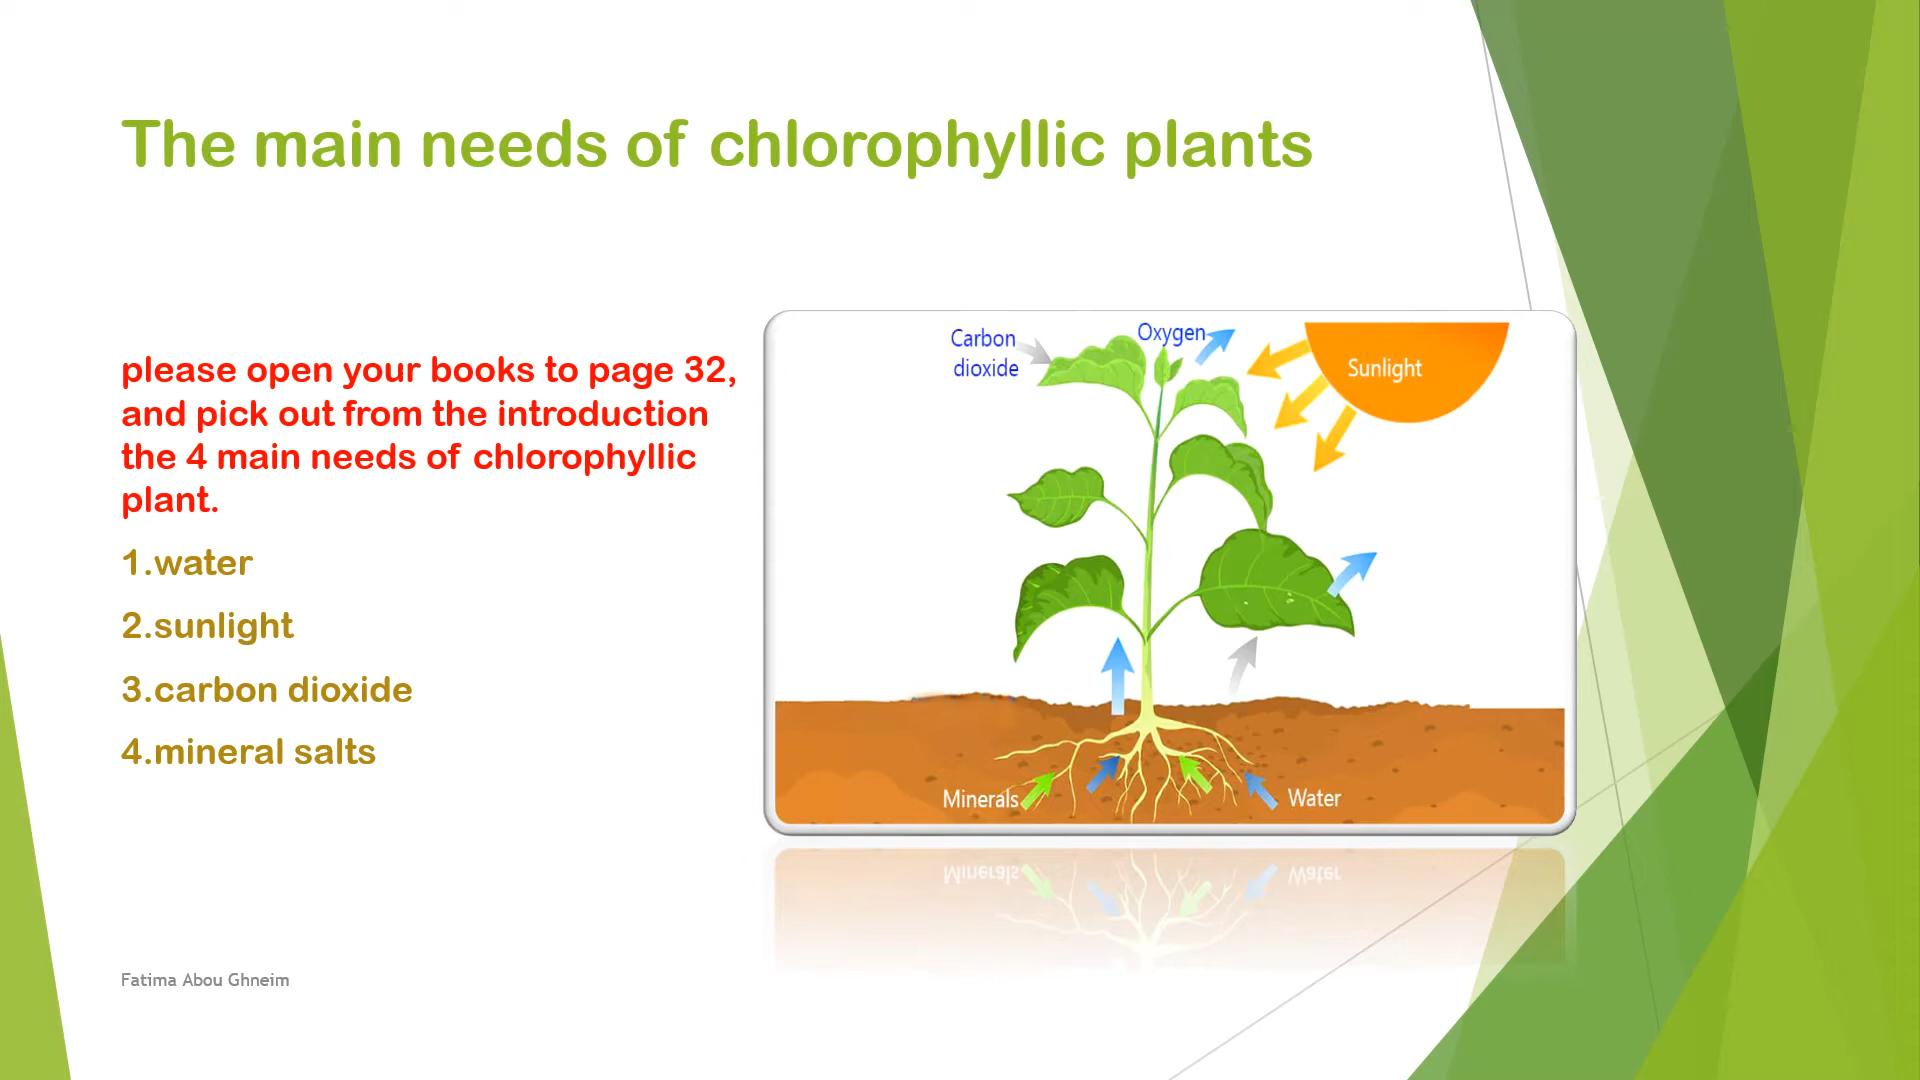 The main needs of chlorophyllic plants
please open your books to page 32,
and pick out from the introduction
the 4 main needs of chlorophyllic
plant.
1.water
2.sunlight
3.carbon dioxide
4.mineral salts
Carbon
dioxide
Oxygen
Sunlight
Minerals
Water
Minerals
Water
Fatima Abou Ghneim